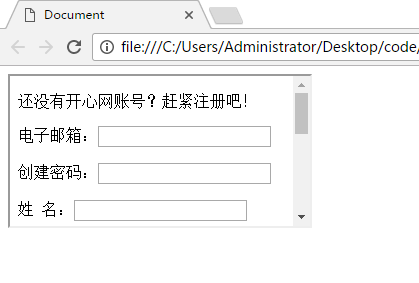 Document
file:///C:/Users/Administrator/Desktop/code/
还没有开心网账号？赶紧注册吧！
电子邮箱：
创建密码：
姓 名：